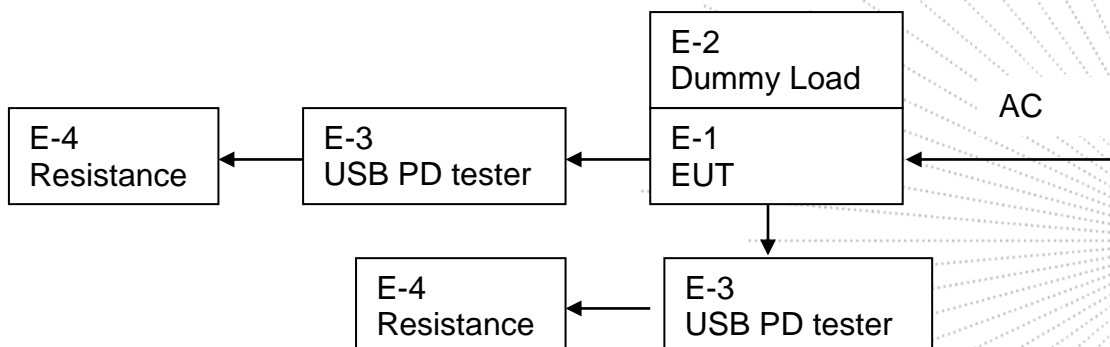 E-2
Dummy Load
AC
E-4
Resistance
E-3
USB PD tester
E-1
EUT
E-4
Resistance
E-3
USB PD tester